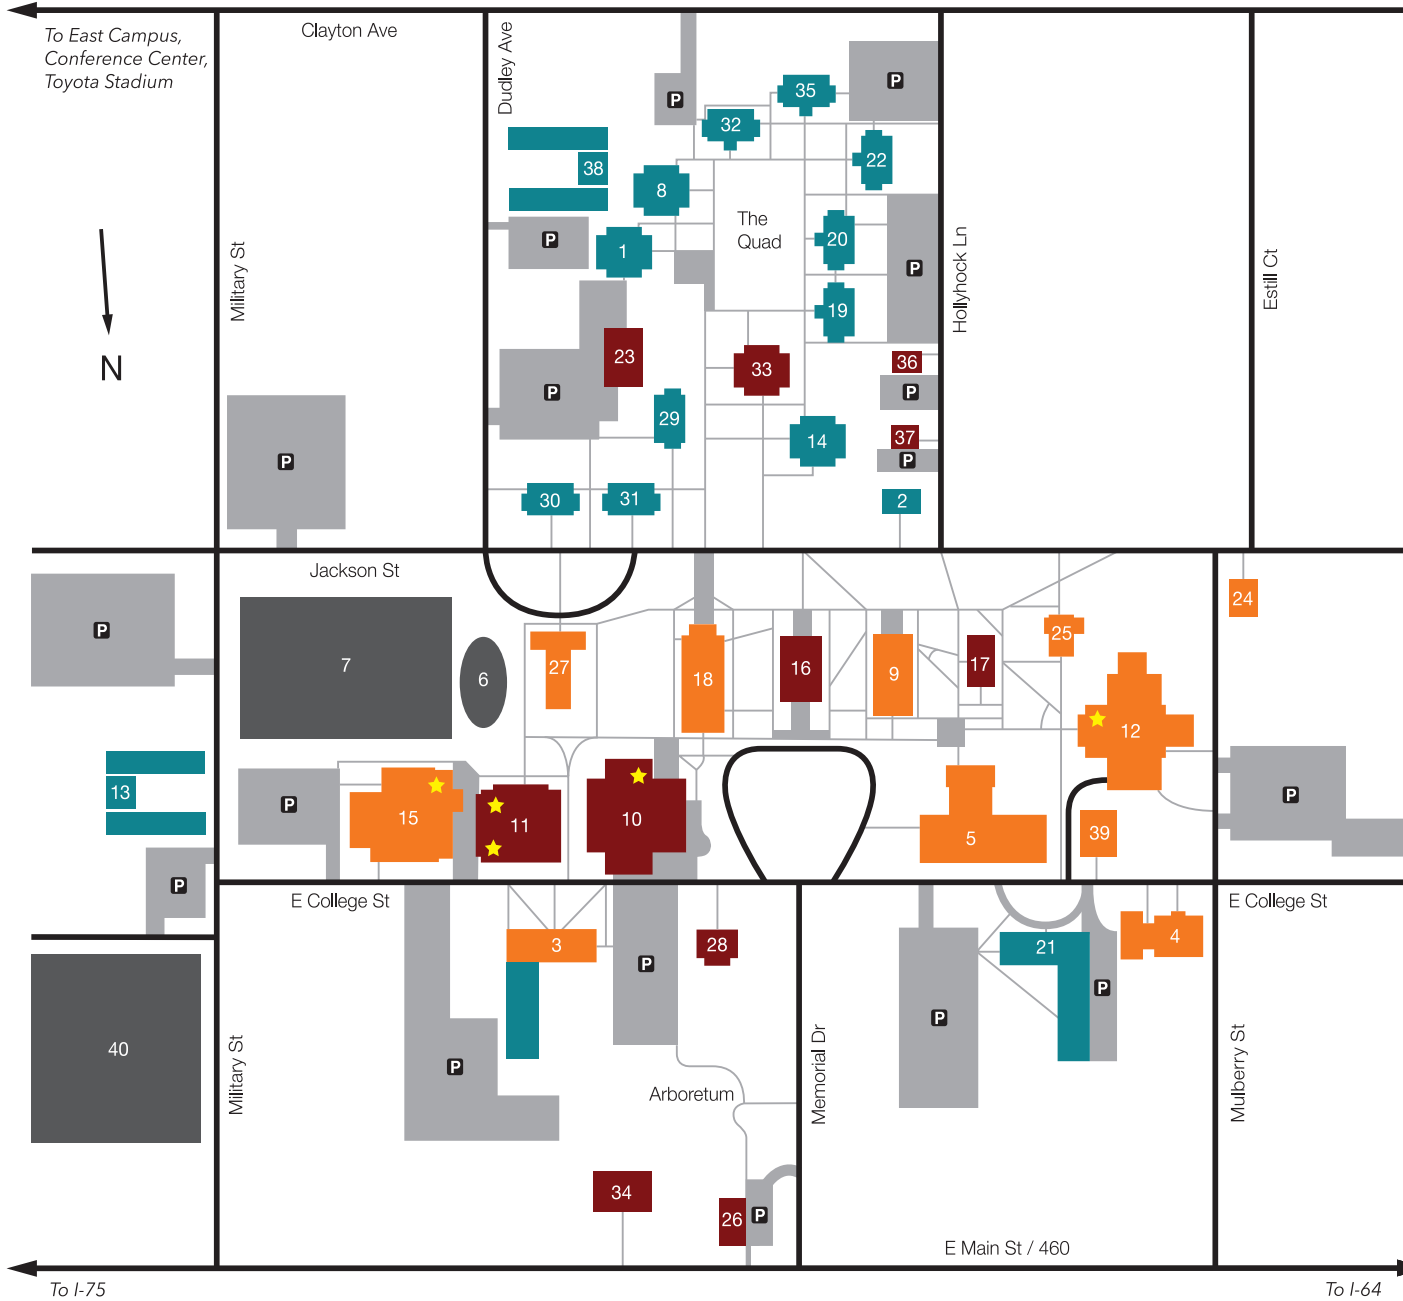 Clayton Ave
To East Campus,
Conference Center,
Toyota Stadium
Dudley Ave
P
P
35
32
22
38
8
The
Quad
20
P
1
P
Military St
Hollyhock Ln
Estill Ct
19
N
23
33
36
P
P
29
37
14
P
P
30
31
2
Jackson St
24
P
25
7
6
27
18
16
9
17
12
13
P
15
11
10
5
39
P
P
E College St
E College St
3
P
28
21
4
P
P
40
Military St
P
Arboretum
Memorial Dr
Mulberry St
34
26
P
E Main St / 460
To I-75
To I-64